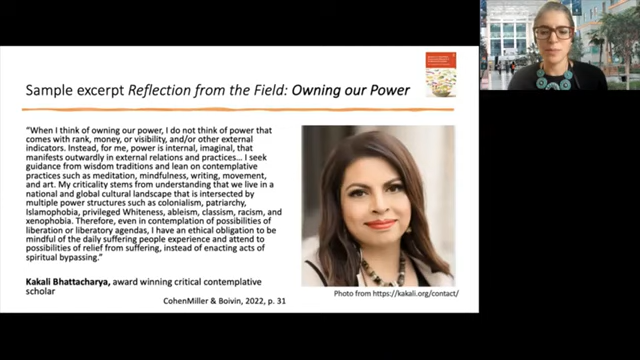 Sample excerpt Reflection from the Field: Owning our Power
“When I think of owning our power, I do not think of power that
comes with rank, money, or visibility, and/or other external
indicators. Instead, for me, power is internal, imaginal, that
manifests outwardly in external relations and practices... I seek
guidance from wisdom traditions and lean on contemplative
practices such as meditation, mindfulness, writing, movement,
and art. My criticality stems from understanding that we live in a
national and global cultural landscape that is intersected by
multiple power structures such as colonialism, patriarchy,
Islamophobia, privileged Whiteness, ableism, classism, racism, and
xenophobia. Therefore, even in contemplation of possibilities of
liberation or liberatory agendas, I have an ethical obligation to be
mindful of the daily suffering people experience and attend to
possibilities of relief from suffering, instead of enacting acts of
spiritual bypassing.”
Kakali Bhattacharya, award winning critical contemplative
scholar
CohenMiller & Boivin, 2022, p. 31
Photo from https://kakali.org/contact/